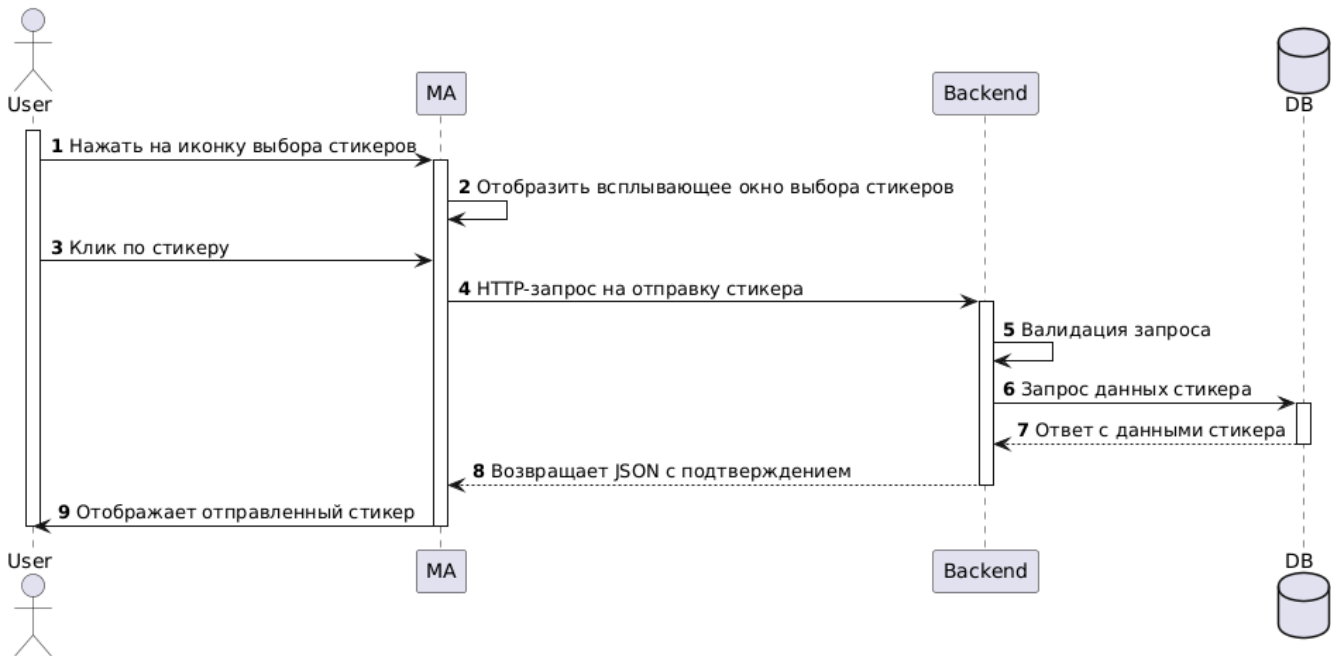 User
MA
Backend
DB
1 Нажать на иконку выбора стикеров
2 Отобразить всплывающее окно выбора стикеров
3 Клик по стикеру
4 HTTP-запрос на отправку стикера
5 Валидация запроса
6 Запрос данных стикера
7 Ответ с данными стикера
8 Возвращает JSON с подтверждением
9 Отображает отправленный стикер
User
MA
Backend
DB